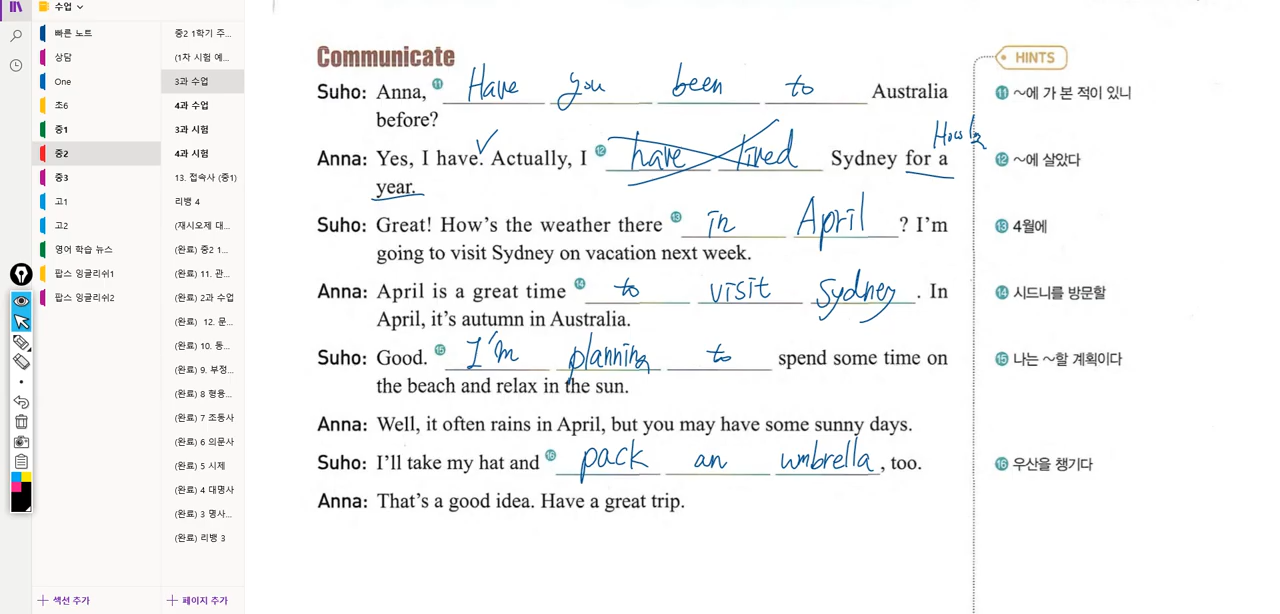 수업
빠른 노트
상담
One
초6
중1
중2
중3
고1
고2
영어 학습 뉴스
팝스 잉글리쉬1
팝스 잉글리쉬2
섹션 추가
중2 1학기 주...
(1차 시험 예...
3과 수업
4과 수업
3과 시험
4과 시험
13. 접속사 (중1)
리뱅 4
(재시오제 대...
(완료) 중2 1...
(완료) 11. 관...
(완료) 2과 수업
(완료) 12. 문...
(완료) 10. 동...
(완료) 9. 부정...
(완료) 8 형용...
(완료) 7 조동사
(완료) 6 의문사
(완료) 5 시제
(완료) 4 대명사
(완료) 3 명사...
(완료) 리뱅 3
페이지 추가
Communicate
Suho: Anna, ⑪ Have you been to Australia
before?
Anna: Yes, I have. Actually, I ⑫ have lived Sydney for a
year.
Suho: Great! How's the weather there ⑬ in April ? I'm
going to visit Sydney on vacation next week.
Anna: April is a great time ⑭ to visit Sydney. In
April, it's autumn in Australia.
Suho: Good. ⑮ I'm planning to spend some time on
the beach and relax in the sun.
Anna: Well, it often rains in April, but you may have some sunny days.
Suho: I'll take my hat and ⑯ pack an umbrella, too.
Anna: That's a good idea. Have a great trip.
HINTS
⑪ ~에 가 본 적이 있니
⑫ ~에 살았다
⑬ 4월에
⑭ 시드니를 방문할
⑮ 나는 ~할 계획이다
⑯ 우산을 챙기다